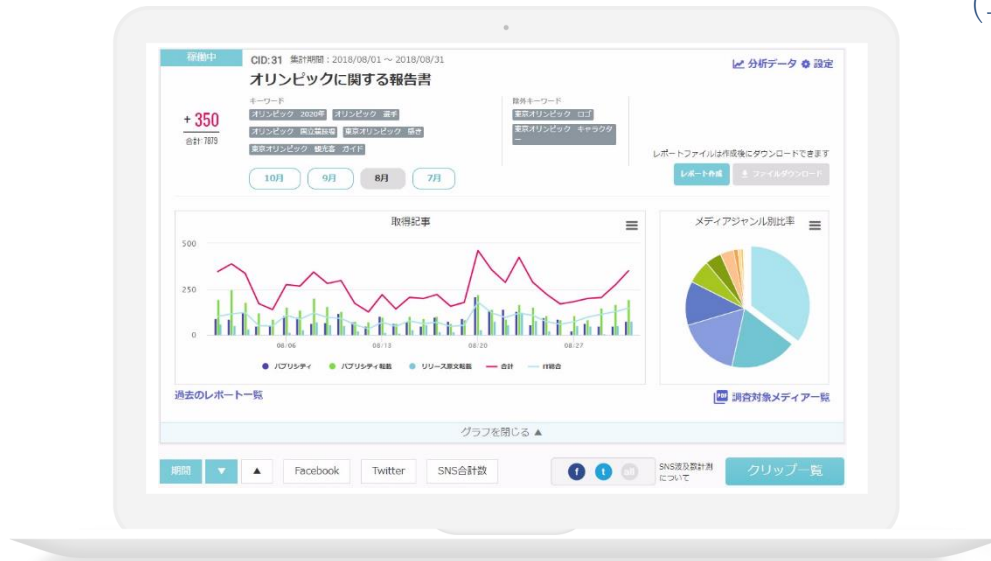 稼働中
CID:31 集計期間：2018/08/01 ～ 2018/08/31
分析データ 設定
オリンピックに関する報告書
キーワード
除外キーワード
オリンピック 2020年 オリンピック 選手
東京オリンピック ロゴ
+ 350
オリンピック 国立競技場 東京オリンピック 暑さ
東京オリンピック キャラクター
合計: 7879
東京オリンピック 観光客 ガイド
レポートファイルは作成後にダウンロードできます
レポート作成 ファイルダウンロード
10月 9月 8月 7月
取得記事
メディアジャンル別比率
500
250
0
08/06 08/13 08/20 08/27
パブリシティ パブリシティ転載 リリース原文転載 合計 IT総合
過去のレポート一覧
調査対象メディア一覧
グラフを閉じる ▲
期間 ▼ ▲ Facebook Twitter SNS合計数
f t all
SNS波及数計測
について
クリップ一覧